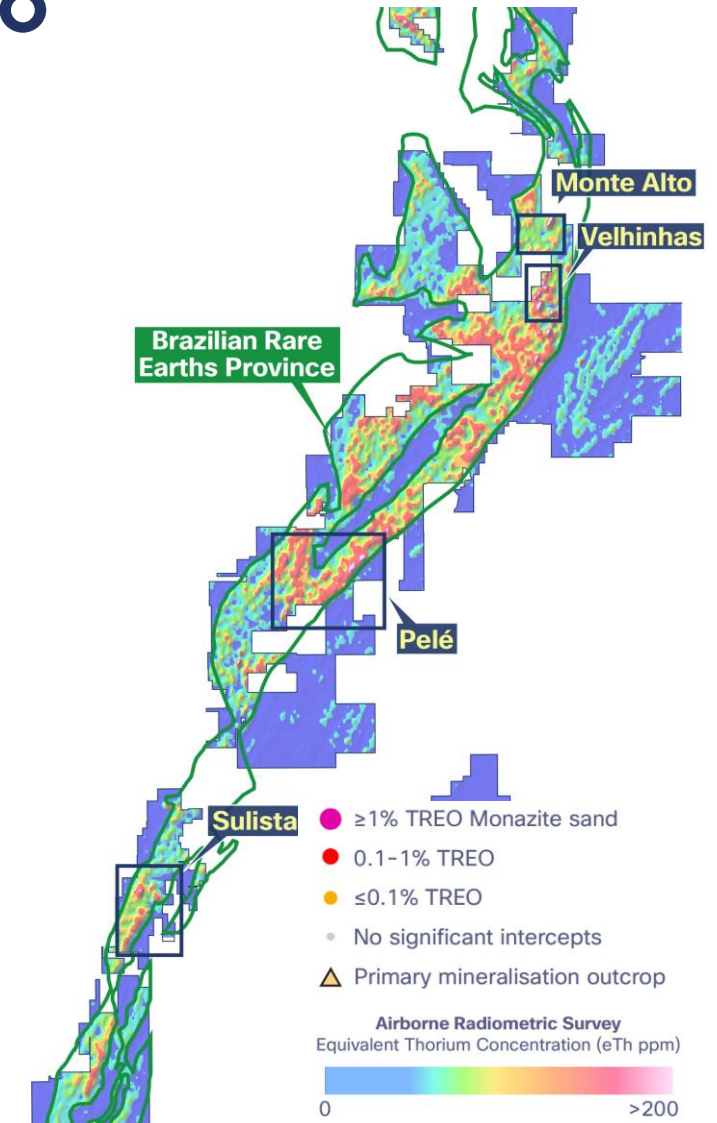 Monte Alto
Velhinhas
Brazilian Rare
Earths Province
Pelé
Sulista
≥1% TREO Monazite sand
0.1-1% TREO
≤0.1% TREO
No significant intercepts
Primary mineralisation outcrop
Airborne Radiometric Survey
Equivalent Thorium Concentration (eTh ppm)
0
>200